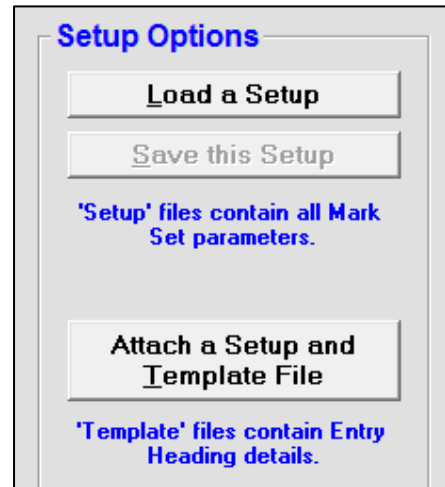 Setup Options
Load a Setup
Save this Setup
'Setup' files contain all Mark
Set parameters.
Attach a Setup and
Template File
'Template' files contain Entry
Heading details.